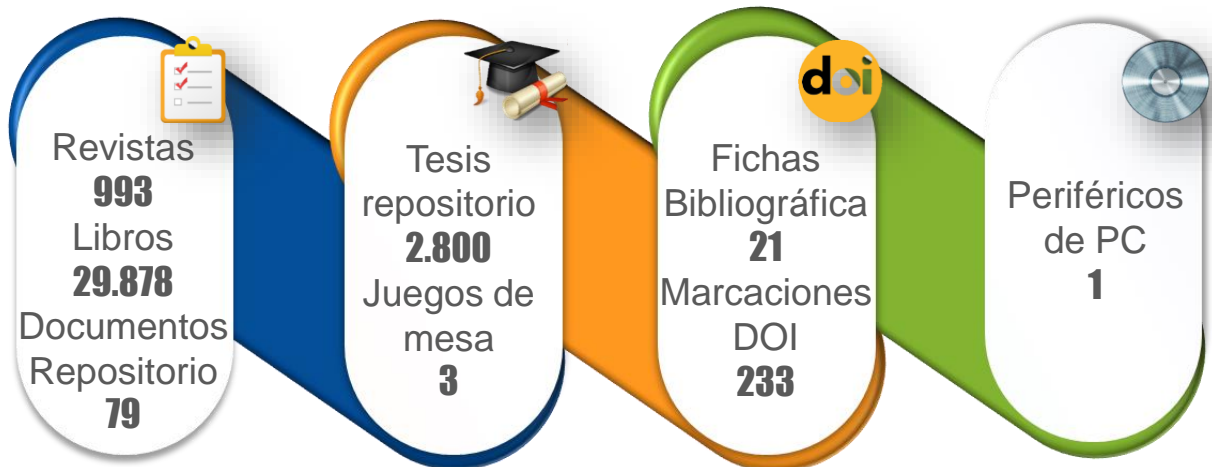 Revistas
993
Libros
29.878
Documentos
Repositorio
79
Tesis
repositorio
2.800
Juegos de
mesa
3
doi
Fichas
Bibliográfica
21
Marcaciones
DOI
233
Periféricos
de PC
1